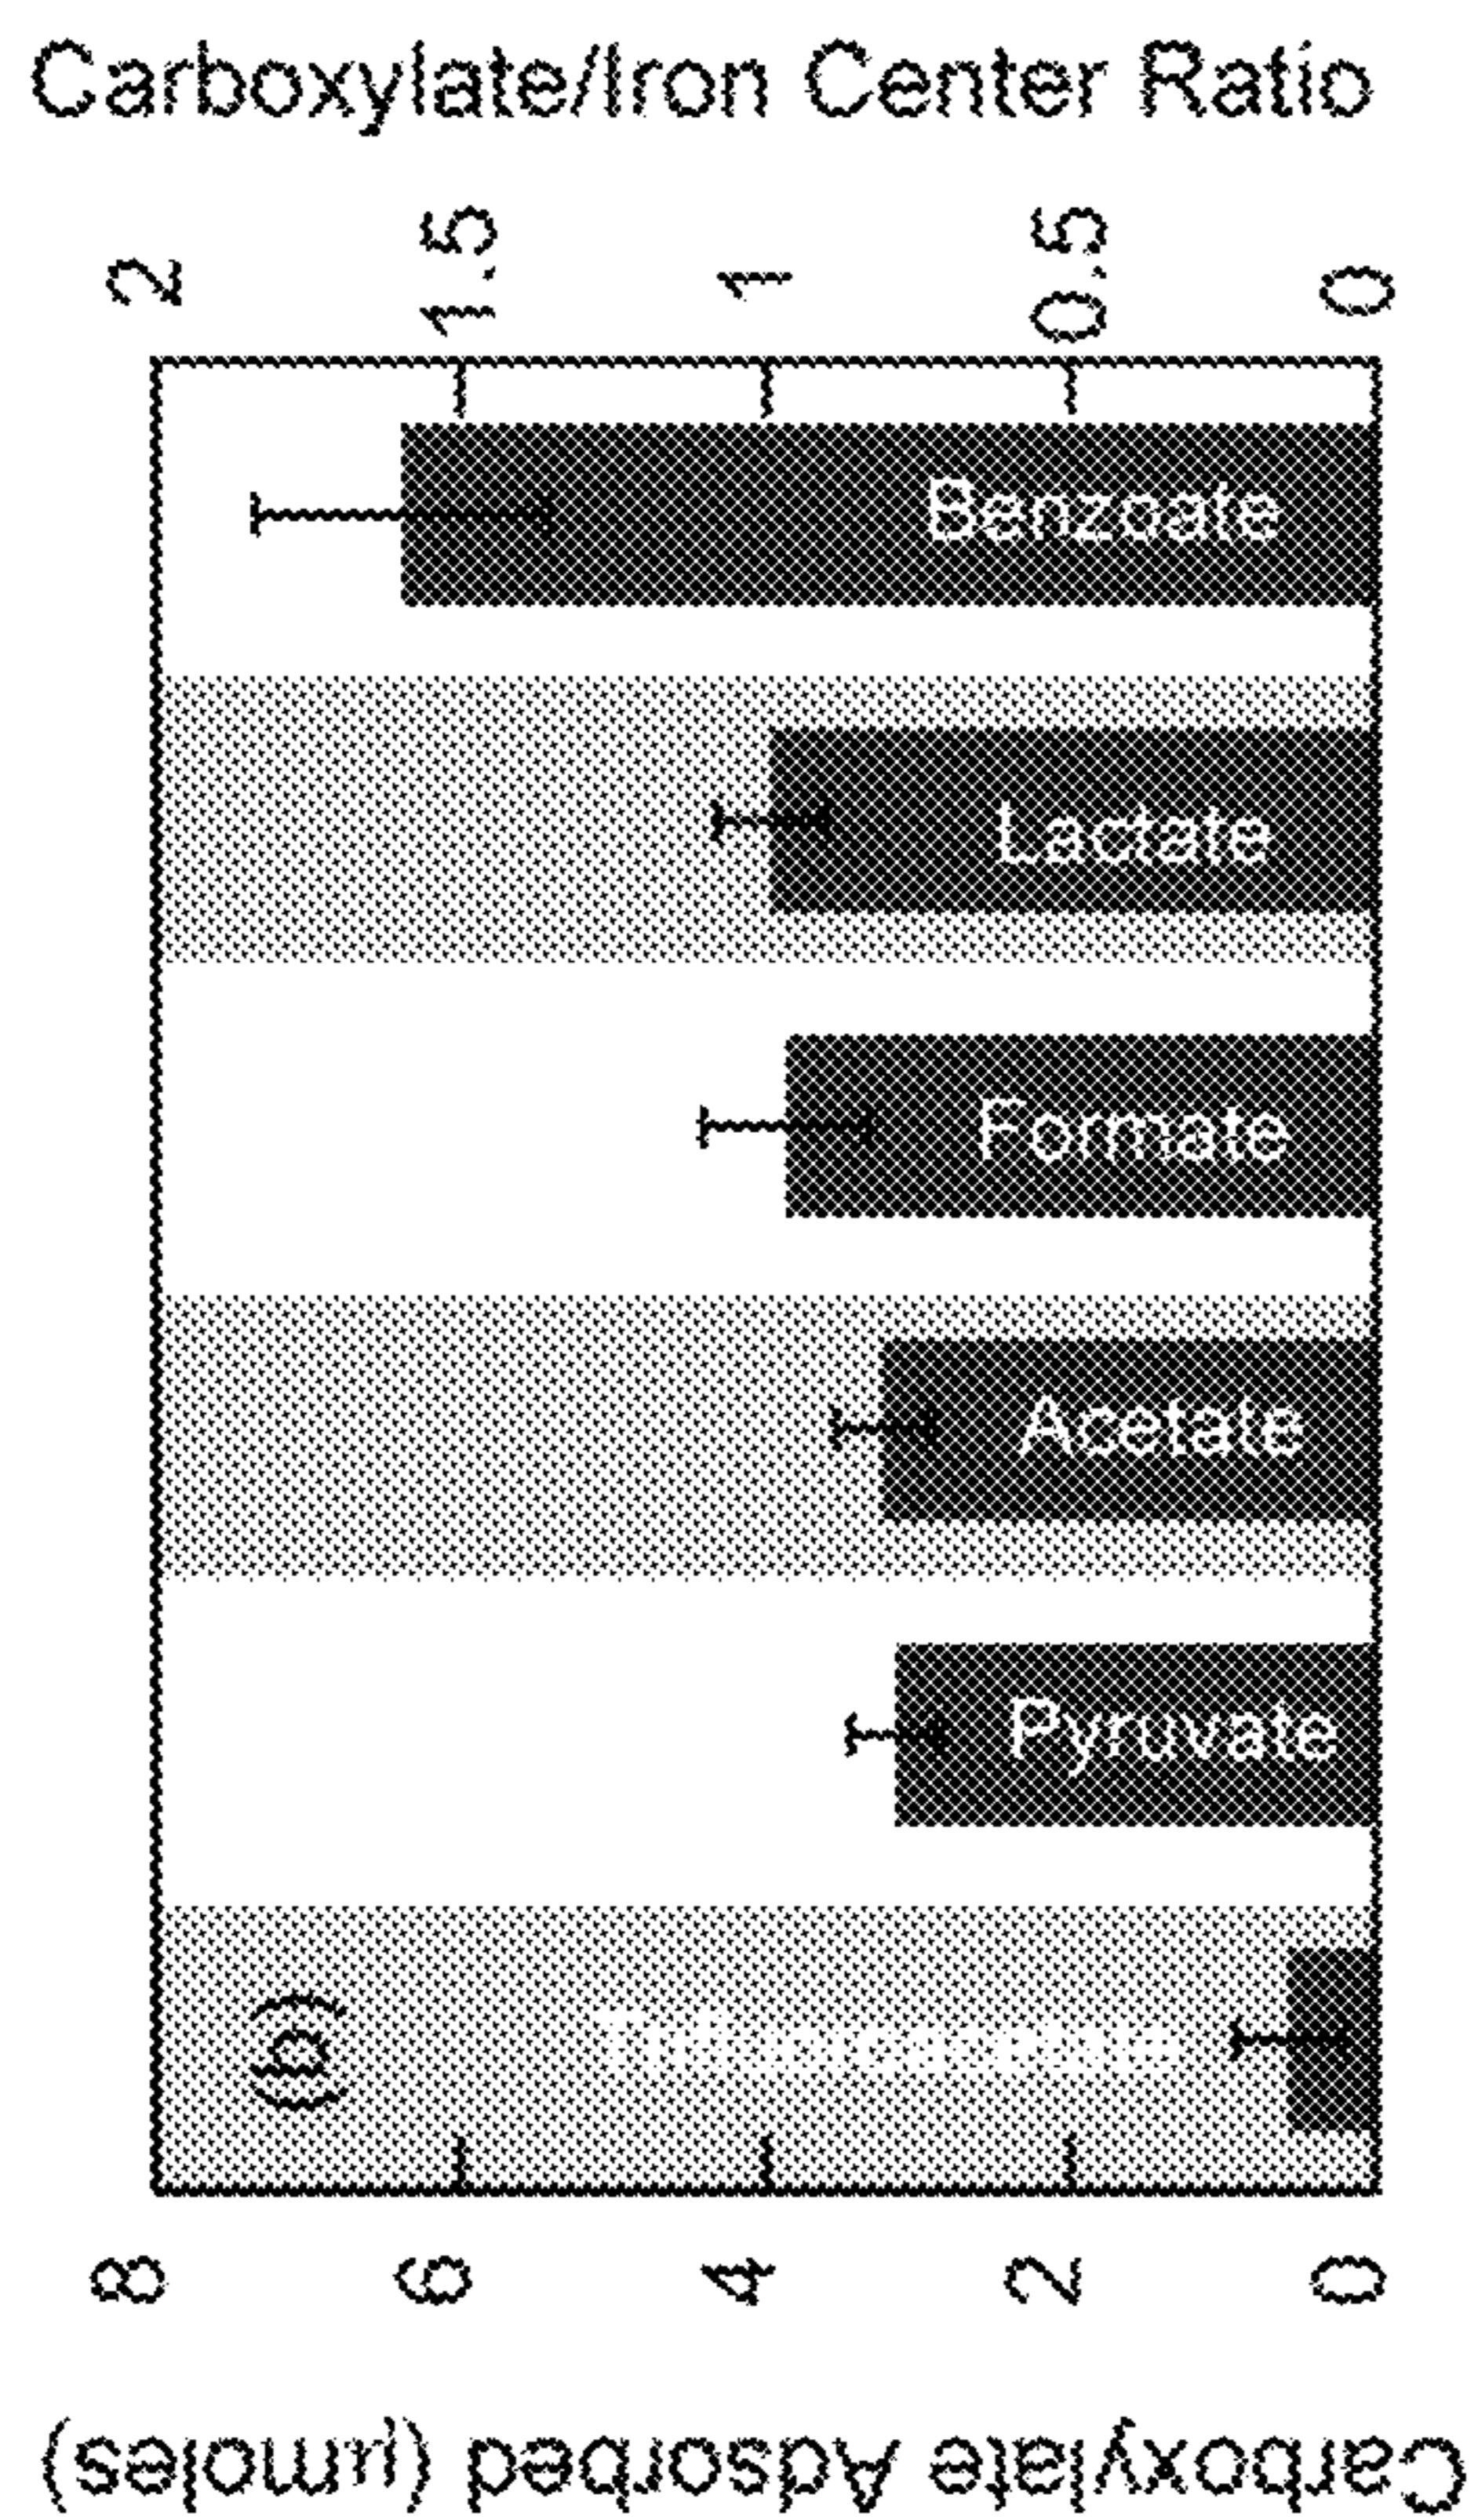 Carboxylate/Iron Center Ratio
2
1.5
1
0.5
0
Benzoate
Lactate
Formate
Acetate
Pyruvate
(b)
8
6
4
2
0
Carboxylate Adsorbed (μmoles)